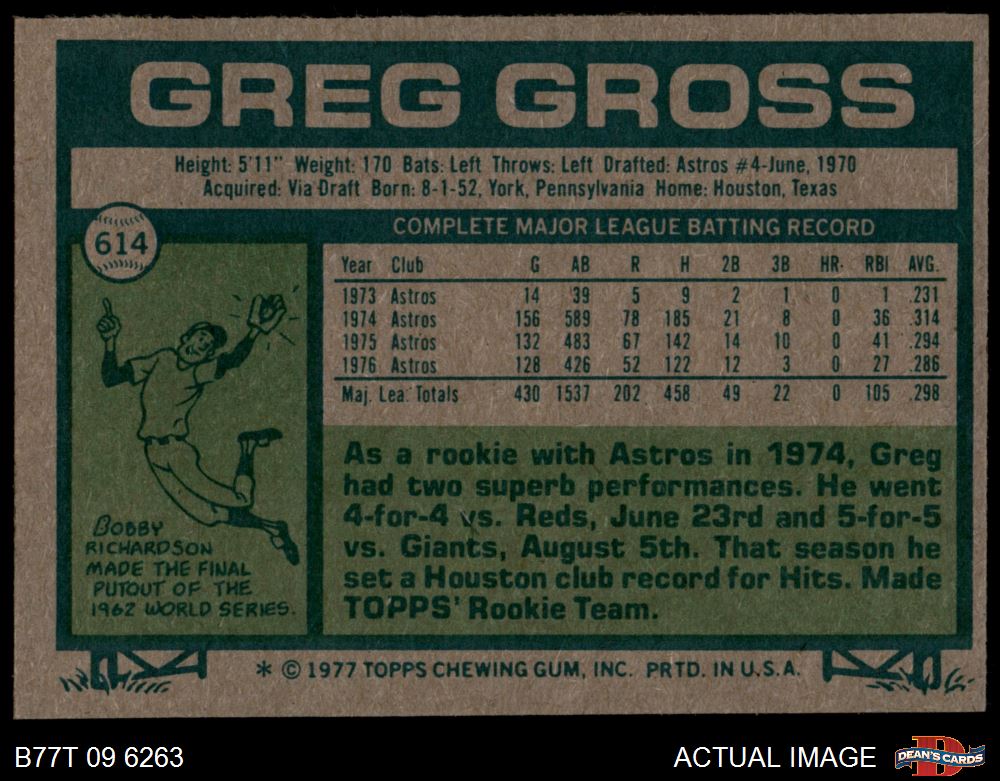 GREG GROSS
Height: 5'11" Weight: 170 Bats: Left Throws: Left Drafted: Astros #4-June, 1970
Acquired: Via Draft Born: 8-1-52, York, Pennsylvania Home: Houston, Texas
614
COMPLETE MAJOR LEAGUE BATTING RECORD
Year Club G AB R H 2B 3B HR RBI AVG.
1973 Astros 14 39 5 9 2 1 0 1 .231
1974 Astros 156 589 78 185 21 8 0 36 .314
1975 Astros 132 483 67 142 14 10 0 41 .294
1976 Astros 128 426 52 122 12 3 0 27 .286
Maj. Lea. Totals 430 1537 202 458 49 22 0 105 .298
BOBBY
RICHARDSON
MADE THE FINAL
PUTOUT OF THE
1962 WORLD SERIES.
As a rookie with Astros in 1974, Greg
had two superb performances. He went
4-for-4 vs. Reds, June 23rd and 5-for-5
vs. Giants, August 5th. That season he
set a Houston club record for Hits. Made
TOPPS' Rookie Team.
* © 1977 TOPPS CHEWING GUM, INC. PRTD. IN U.S.A.
B77T 09 6263
ACTUAL IMAGE
D
DEAN'S CARDS